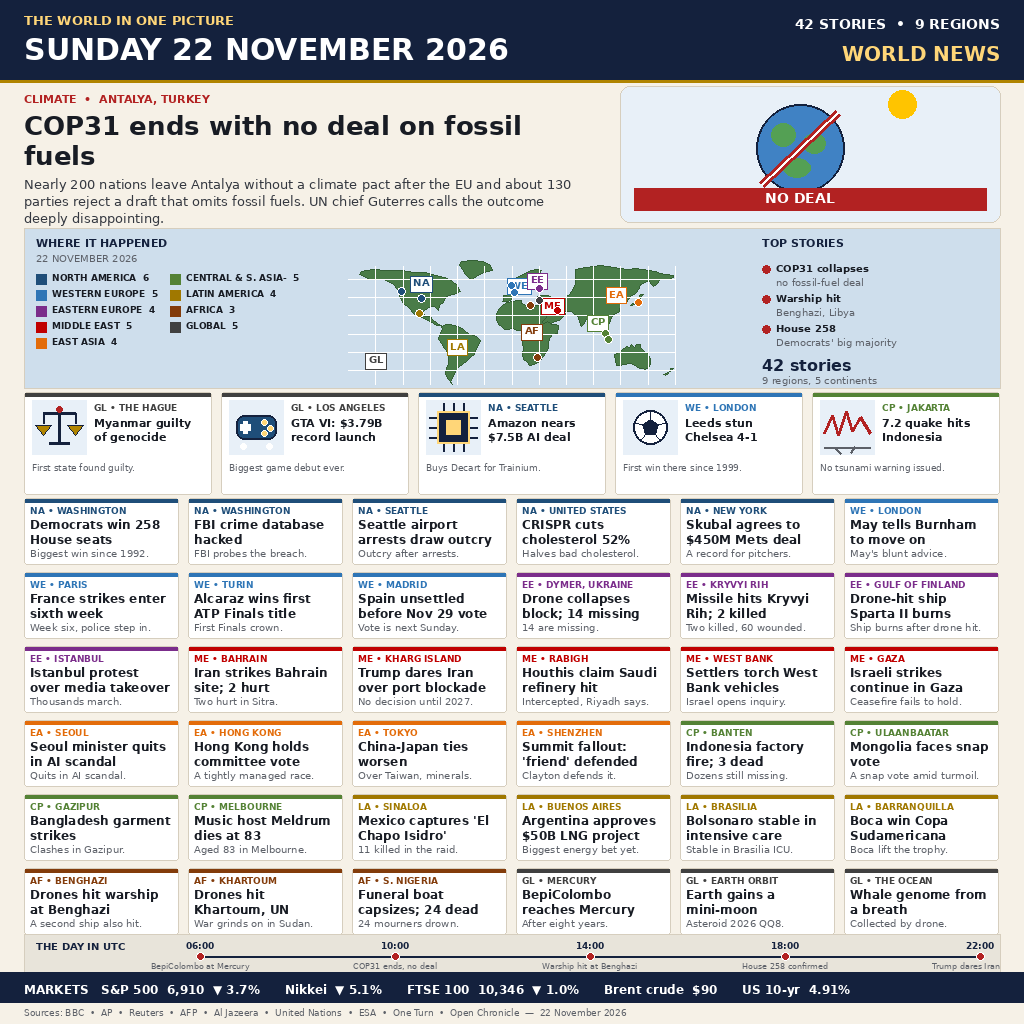 THE WORLD IN ONE PICTURE
SUNDAY 22 NOVEMBER 2026
42 STORIES • 9 REGIONS
WORLD NEWS
CLIMATE • ANTALYA, TURKEY
COP31 ends with no deal on fossil
fuels
Nearly 200 nations leave Antalya without a climate pact after the EU and about 130
parties reject a draft that omits fossil fuels. UN chief Guterres calls the outcome
deeply disappointing.
NO DEAL
WHERE IT HAPPENED
22 NOVEMBER 2026
NORTH AMERICA 6
WESTERN EUROPE 5
EASTERN EUROPE 4
MIDDLE EAST 5
EAST ASIA 4
CENTRAL & S. ASIA- 5
LATIN AMERICA 4
AFRICA 3
GLOBAL 5
NA
WE
EE
ME
EA
CP
AF
LA
GL
TOP STORIES
COP31 collapses
no fossil-fuel deal
Warship hit
Benghazi, Libya
House 258
Democrats' big majority
42 stories
9 regions, 5 continents
GL • THE HAGUE
Myanmar guilty
of genocide
First state found guilty.
GL • LOS ANGELES
GTA VI: $3.79B
record launch
Biggest game debut ever.
NA • SEATTLE
Amazon nears
$7.5B AI deal
Buys Decart for Trainium.
WE • LONDON
Leeds stun
Chelsea 4-1
First win there since 1999.
CP • JAKARTA
7.2 quake hits
Indonesia
No tsunami warning issued.
NA • WASHINGTON
Democrats win 258
House seats
Biggest win since 1992.
NA • WASHINGTON
FBI crime database
hacked
FBI probes the breach.
NA • SEATTLE
Seattle airport
arrests draw outcry
Outcry after arrests.
NA • UNITED STATES
CRISPR cuts
cholesterol 52%
Halves bad cholesterol.
NA • NEW YORK
Skubal agrees to
$450M Mets deal
A record for pitchers.
WE • LONDON
May tells Burnham
to move on
May's blunt advice.
WE • PARIS
France strikes enter
sixth week
Week six, police step in.
WE • TURIN
Alcaraz wins first
ATP Finals title
First Finals crown.
WE • MADRID
Spain unsettled
before Nov 29 vote
Vote is next Sunday.
EE • DYMER, UKRAINE
Drone collapses
block; 14 missing
14 are missing.
EE • KRYVYI RIH
Missile hits Kryvyi
Rih; 2 killed
Two killed, 60 wounded.
EE • GULF OF FINLAND
Drone-hit ship
Sparta II burns
Ship burns after drone hit.
EE • ISTANBUL
Istanbul protest
over media takeover
Thousands march.
ME • BAHRAIN
Iran strikes Bahrain
site; 2 hurt
Two hurt in Sitra.
ME • KHARG ISLAND
Trump dares Iran
over port blockade
No decision until 2027.
ME • RABIGH
Houthis claim Saudi
refinery hit
Intercepted, Riyadh says.
ME • WEST BANK
Settlers torch West
Bank vehicles
Israel opens inquiry.
ME • GAZA
Israeli strikes
continue in Gaza
Ceasefire fails to hold.
EA • SEOUL
Seoul minister quits
in AI scandal
Quits in AI scandal.
EA • HONG KONG
Hong Kong holds
committee vote
A tightly managed race.
EA • TOKYO
China-Japan ties
worsen
Over Taiwan, minerals.
EA • SHENZHEN
Summit fallout:
'friend' defended
Clayton defends it.
CP • BANTEN
Indonesia factory
fire; 3 dead
Dozens still missing.
CP • ULAANBAATAR
Mongolia faces snap
vote
A snap vote amid turmoil.
CP • GAZIPUR
Bangladesh garment
strikes
Clashes in Gazipur.
CP • MELBOURNE
Music host Meldrum
dies at 83
Aged 83 in Melbourne.
LA • SINALOA
Mexico captures 'El
Chapo Isidro'
11 killed in the raid.
LA • BUENOS AIRES
Argentina approves
$50B LNG project
Biggest energy bet yet.
LA • BRASILIA
Bolsonaro stable in
intensive care
Stable in Brasilia ICU.
LA • BARRANQUILLA
Boca win Copa
Sudamericana
Boca lift the trophy.
AF • BENGHAZI
Drones hit warship
at Benghazi
A second ship also hit.
AF • KHARTOUM
Drones hit
Khartoum, UN
War grinds on in Sudan.
AF • S. NIGERIA
Funeral boat
capsizes; 24 dead
24 mourners drown.
GL • MERCURY
BepiColombo
reaches Mercury
After eight years.
GL • EARTH ORBIT
Earth gains a
mini-moon
Asteroid 2026 QQ8.
GL • THE OCEAN
Whale genome from
a breath
Collected by drone.
THE DAY IN UTC
06:00
BepiColombo at Mercury
10:00
COP31 ends, no deal
14:00
Warship hit at Benghazi
18:00
House 258 confirmed
22:00
Trump dares Iran
MARKETS S&P 500 6,910 ▼ 3.7% Nikkei ▼ 5.1% FTSE 100 10,346 ▼ 1.0% Brent crude $90 US 10-yr 4.91%
Sources: BBC • AP • Reuters • AFP • Al Jazeera • United Nations • ESA • One Turn • Open Chronicle — 22 November 2026